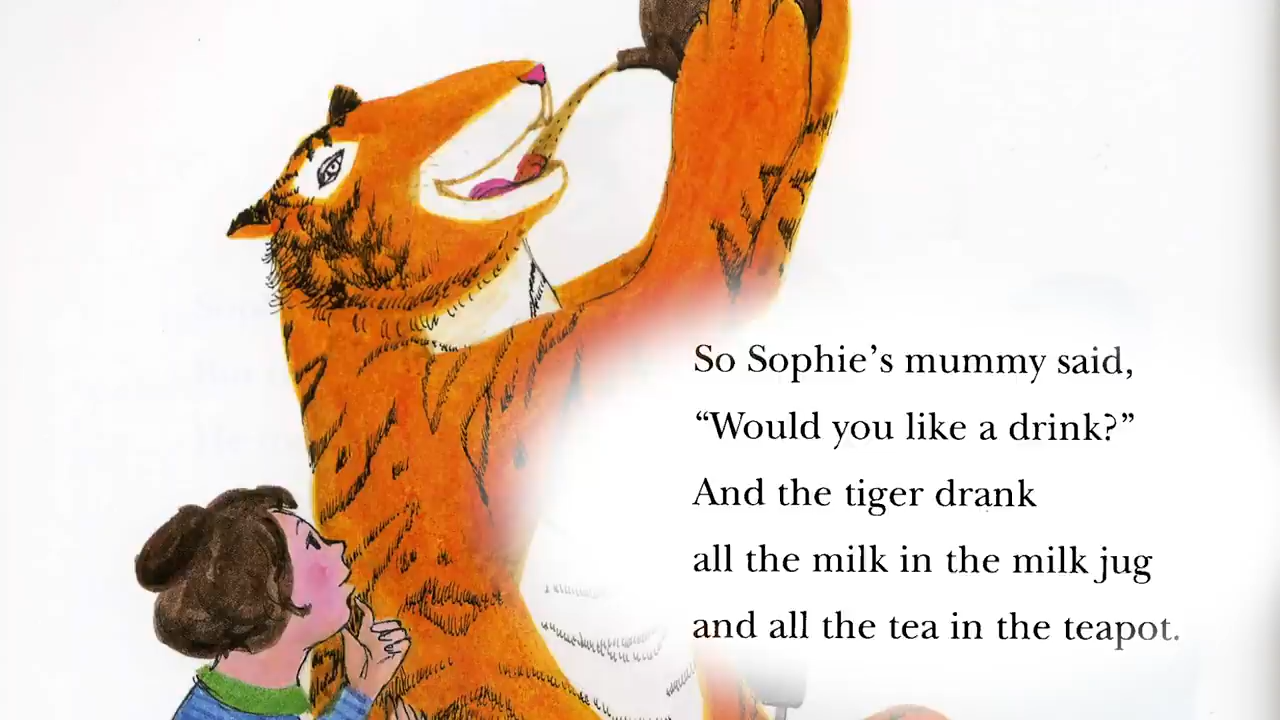 So Sophie’s mummy said,
“Would you like a drink?”
And the tiger drank
all the milk in the milk jug
and all the tea in the teapot.